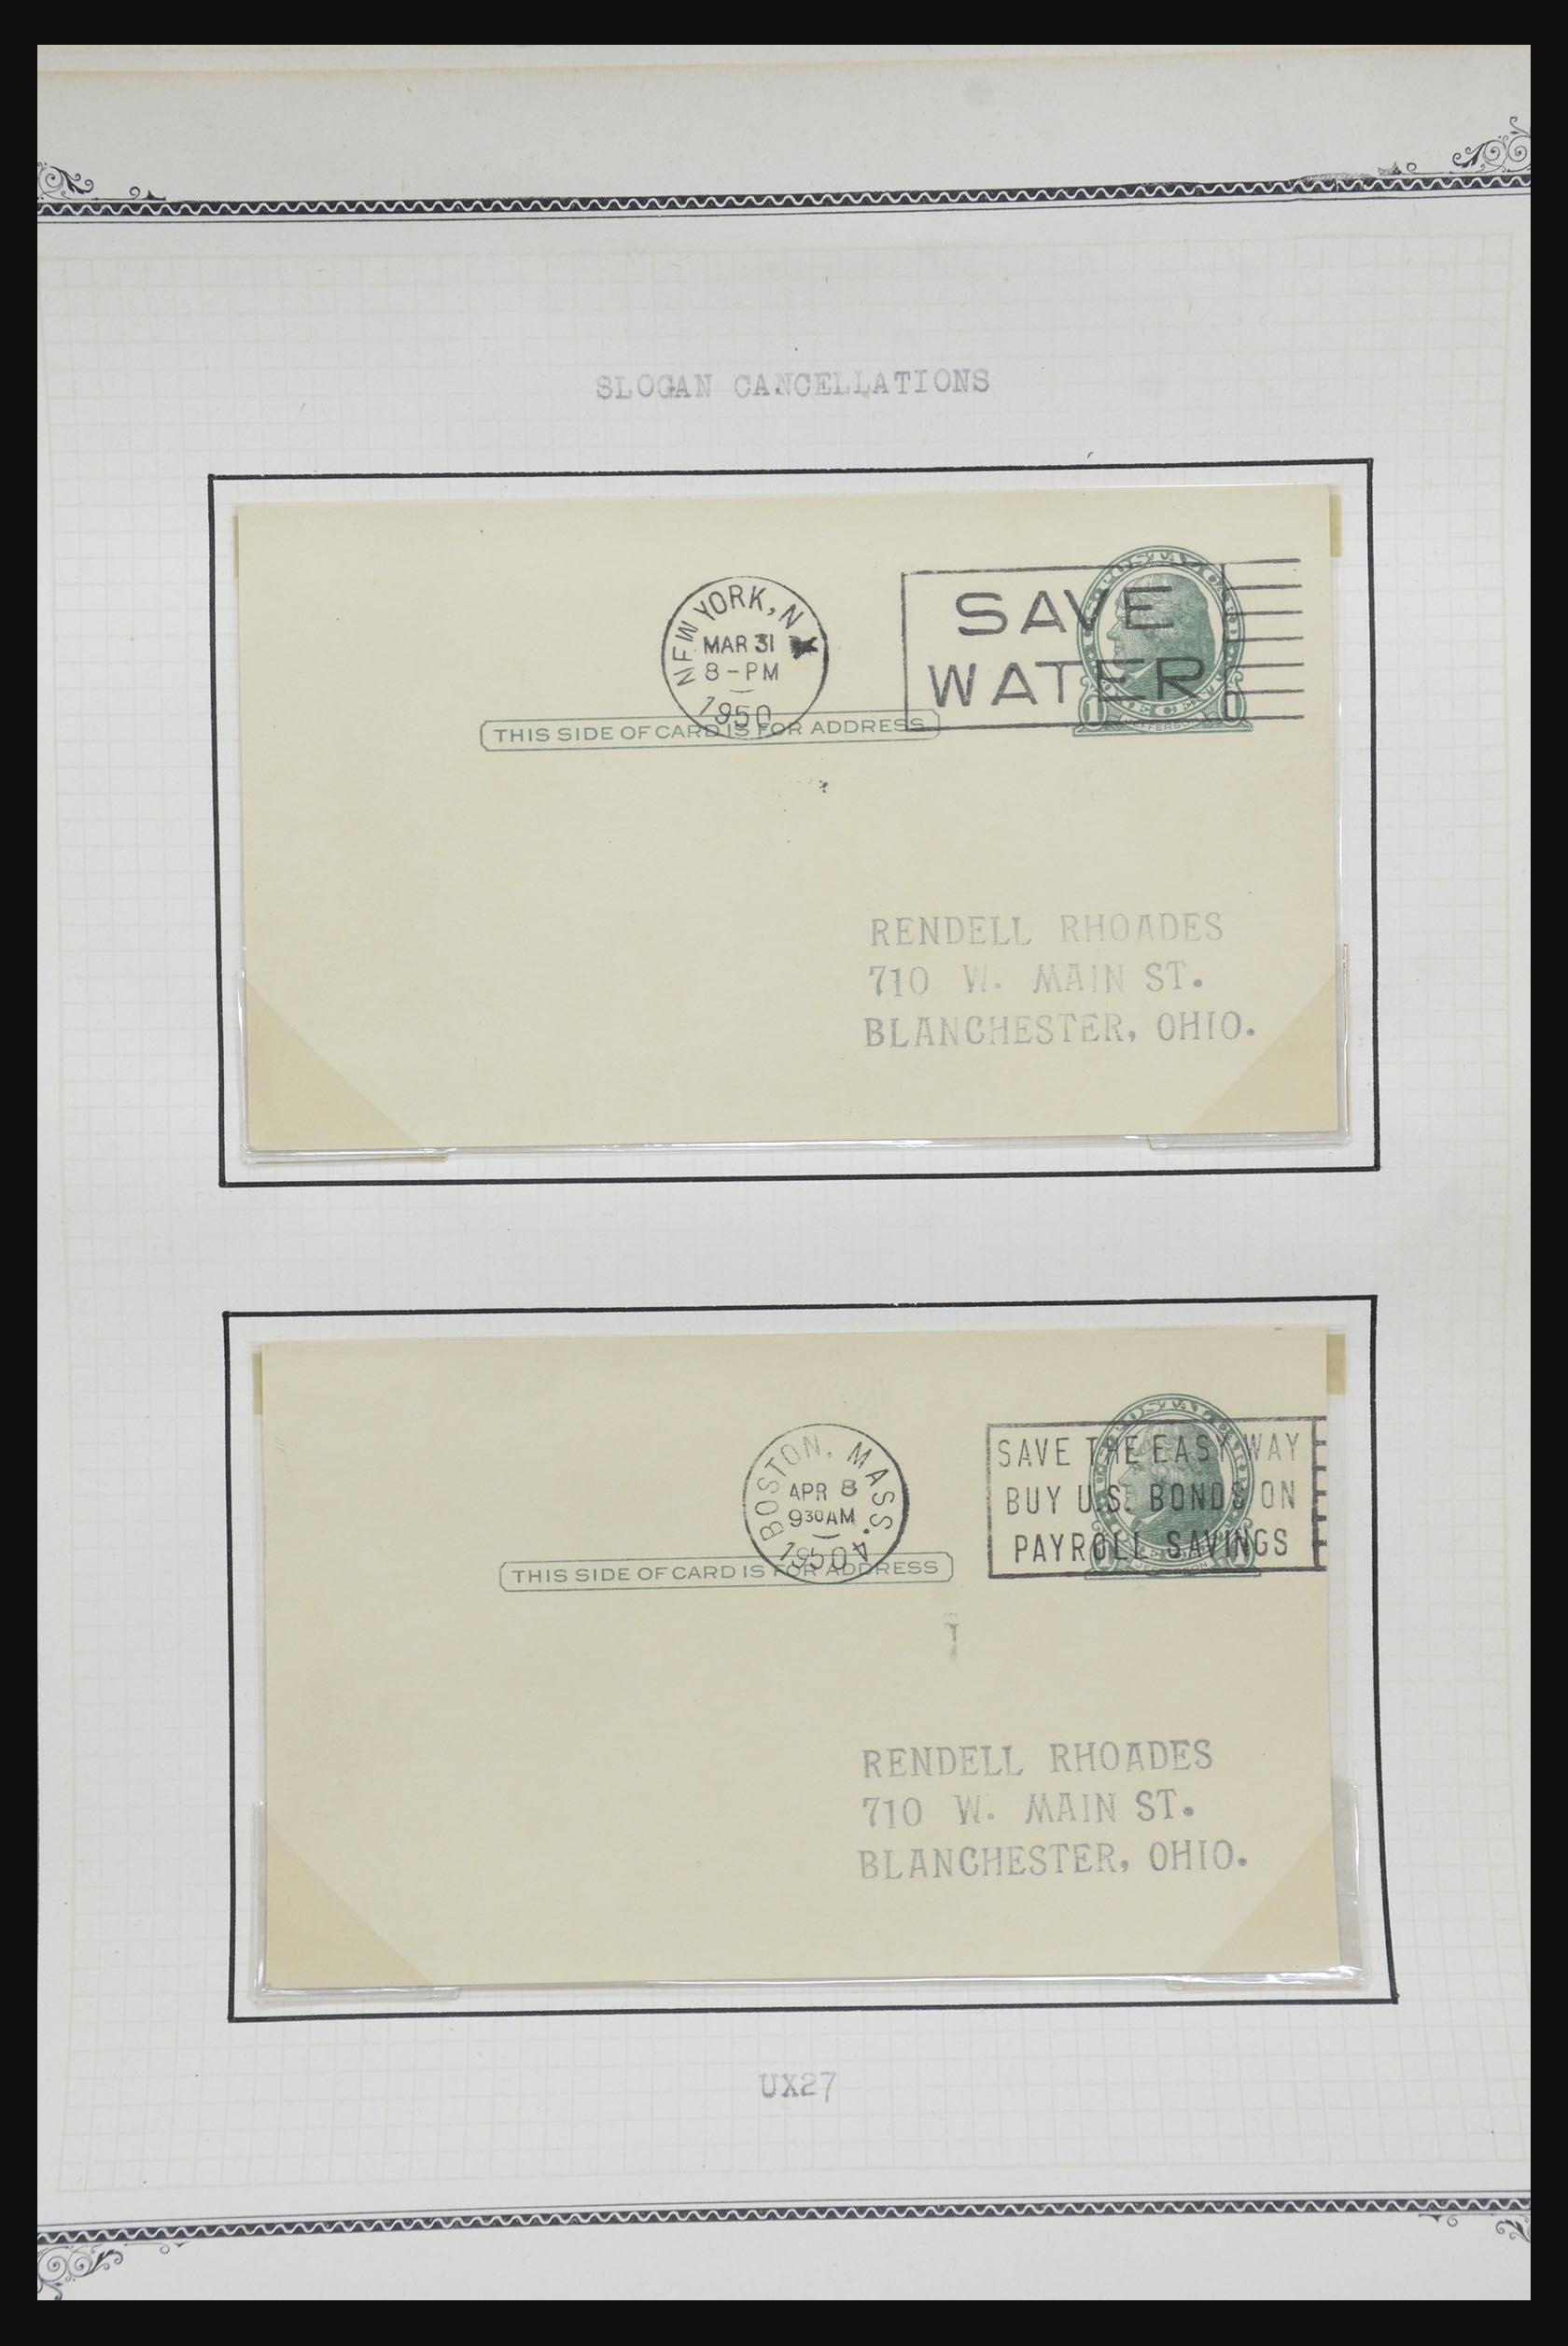 SLOGAN CANCELLATIONS
NEW YORK, N.Y.
MAR 31
8-PM
1950
SAVE
WATER
THIS SIDE OF CARD IS FOR ADDRESS
JEFFERSON
RENDELL RHOADES
710 W. MAIN ST.
BLANCHESTER, OHIO.
BOSTON, MASS.
APR 8
930AM
1950
4
SAVE THE EASY WAY
BUY U.S. BONDS ON
PAYROLL SAVINGS
THIS SIDE OF CARD IS FOR ADDRESS
RENDELL RHOADES
710 W. MAIN ST.
BLANCHESTER, OHIO.
UX27